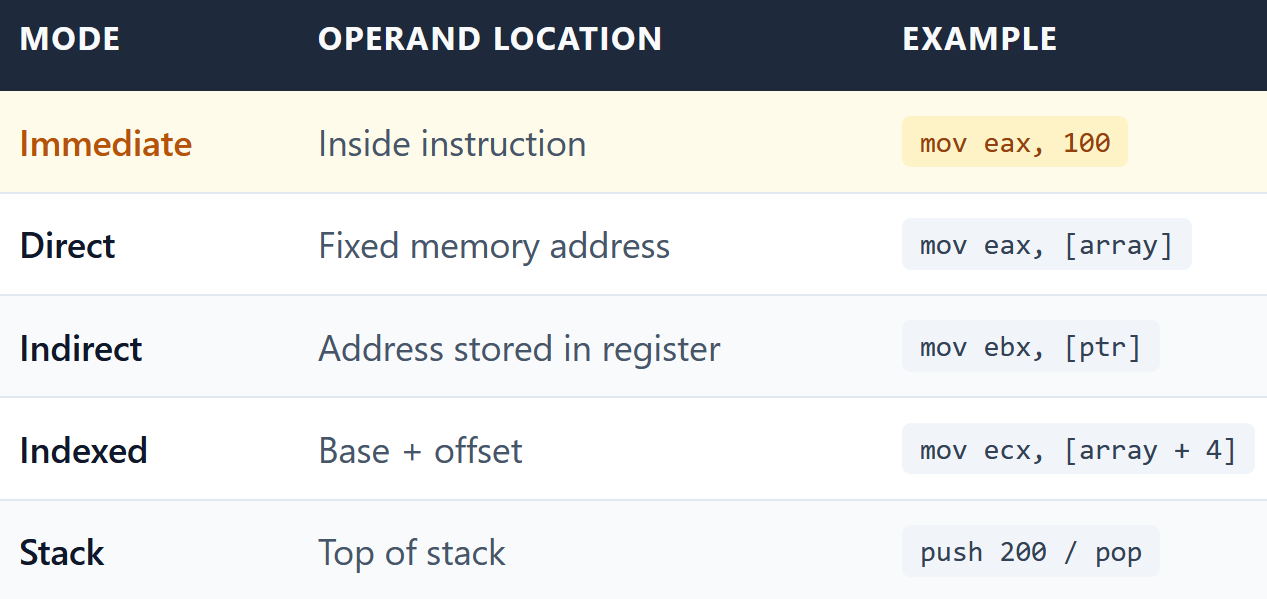 MODE OPERAND LOCATION EXAMPLE
Immediate Inside instruction mov eax, 100
Direct Fixed memory address mov eax, [array]
Indirect Address stored in register mov ebx, [ptr]
Indexed Base + offset mov ecx, [array + 4]
Stack Top of stack push 200 / pop